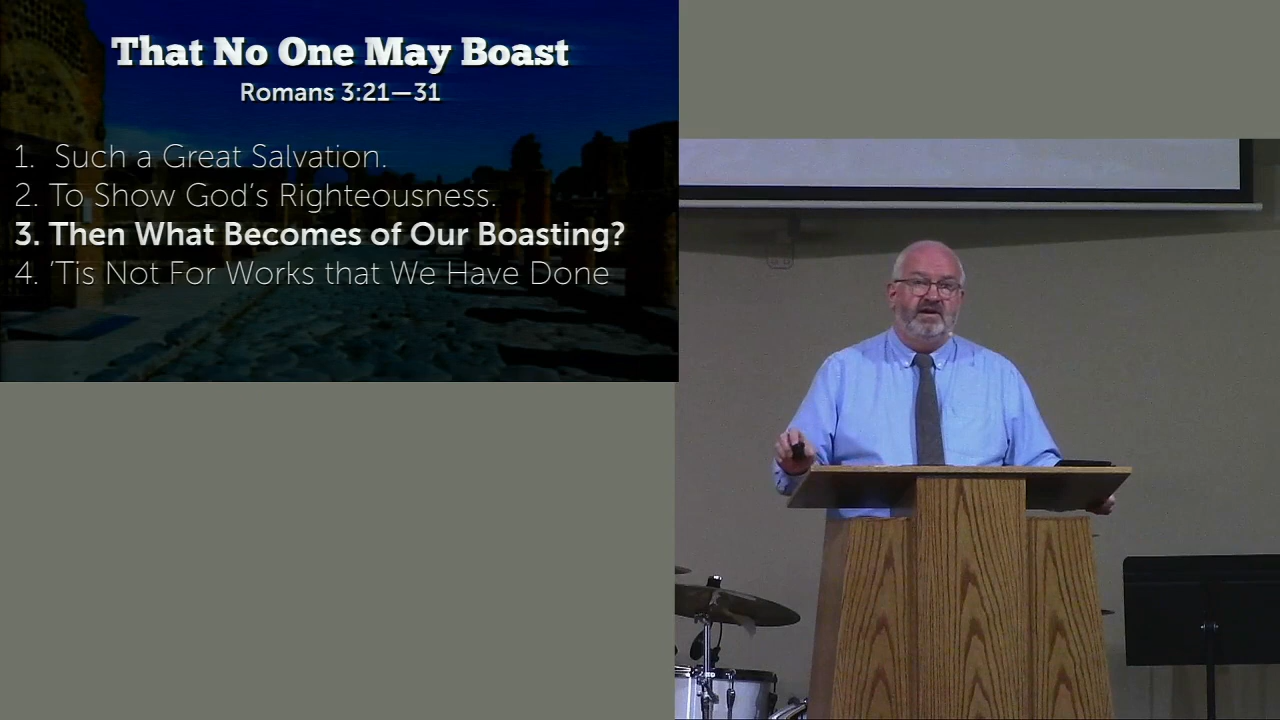 That No One May Boast
Romans 3:21—31
1. Such a Great Salvation.
2. To Show God's Righteousness.
3. Then What Becomes of Our Boasting?
4. 'Tis Not For Works that We Have Done